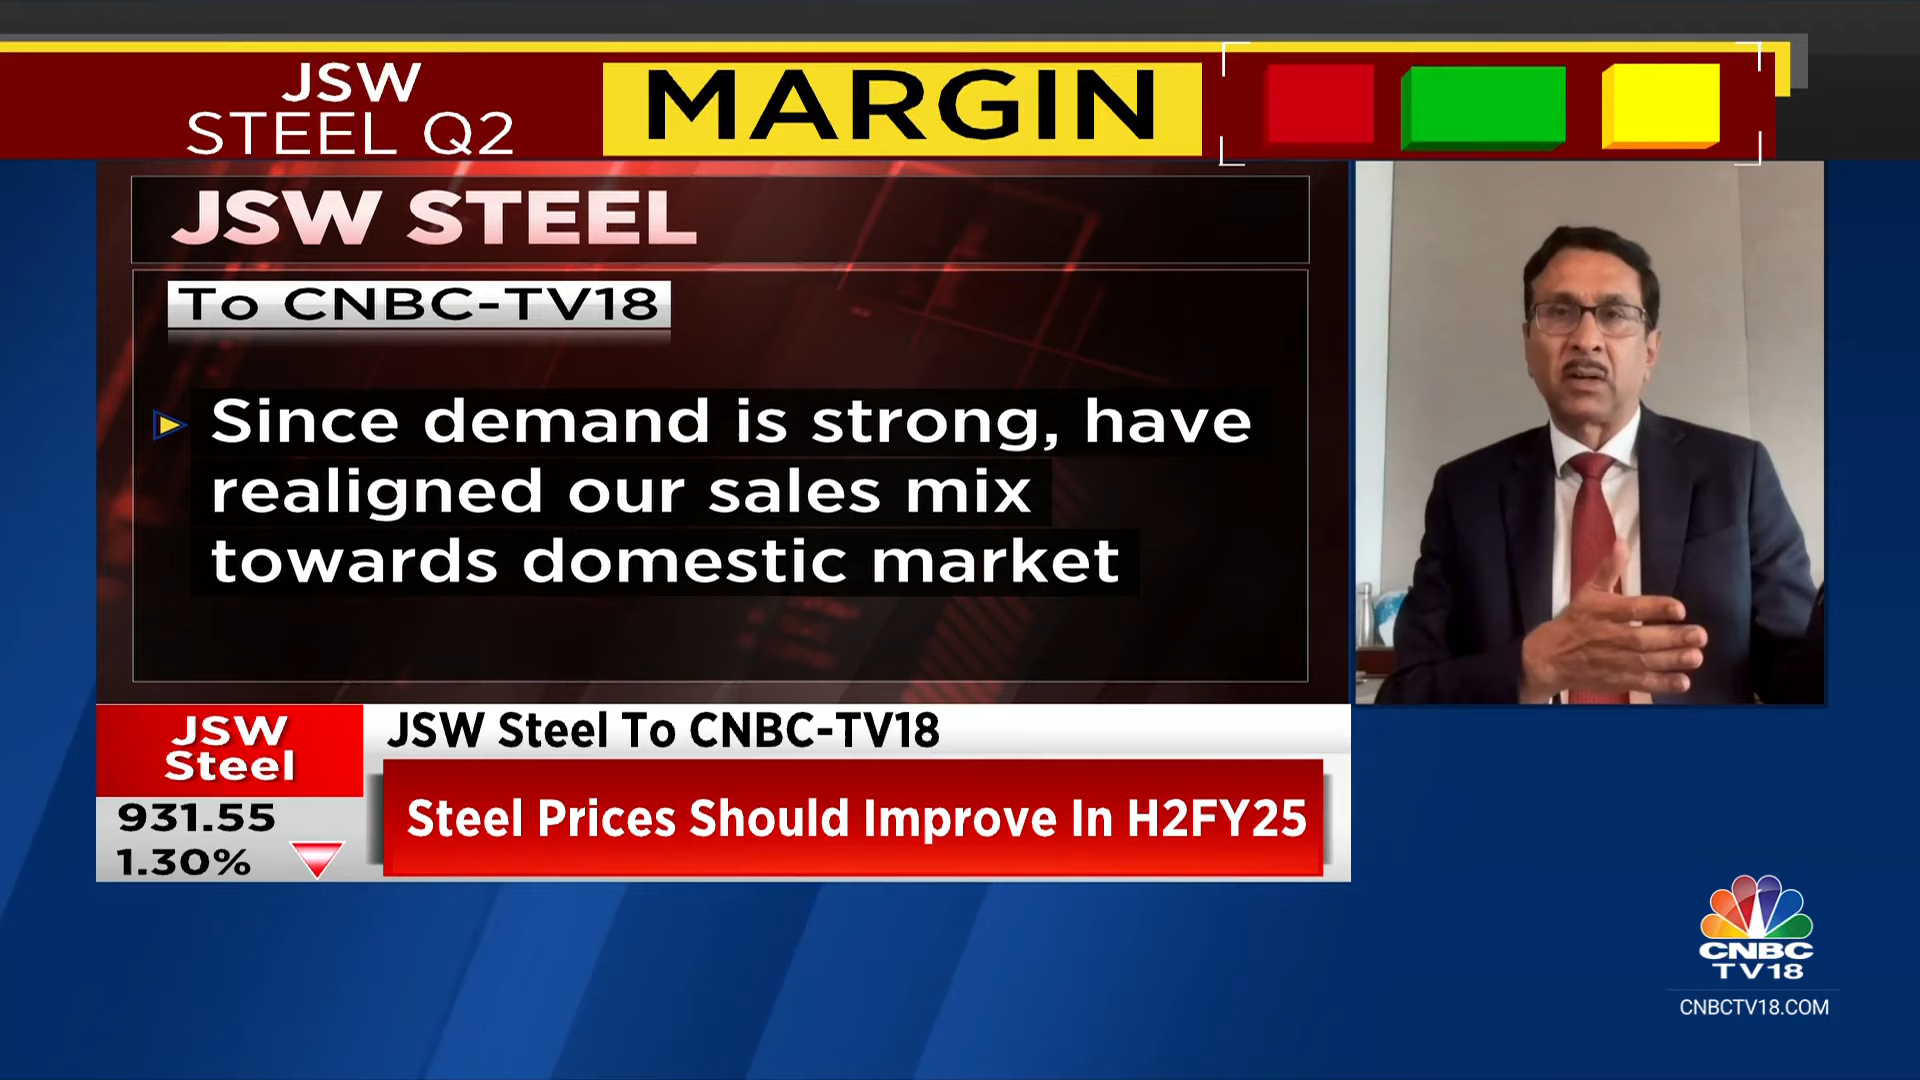 JSW
STEEL Q2
MARGIN
JSW STEEL
To CNBC-TV18
Since demand is strong, have
realigned our sales mix
towards domestic market
JSW
Steel
931.55
1.30%
JSW Steel To CNBC-TV18
Steel Prices Should Improve In H2FY25
CNBC
TV18
CNBCTV18.COM